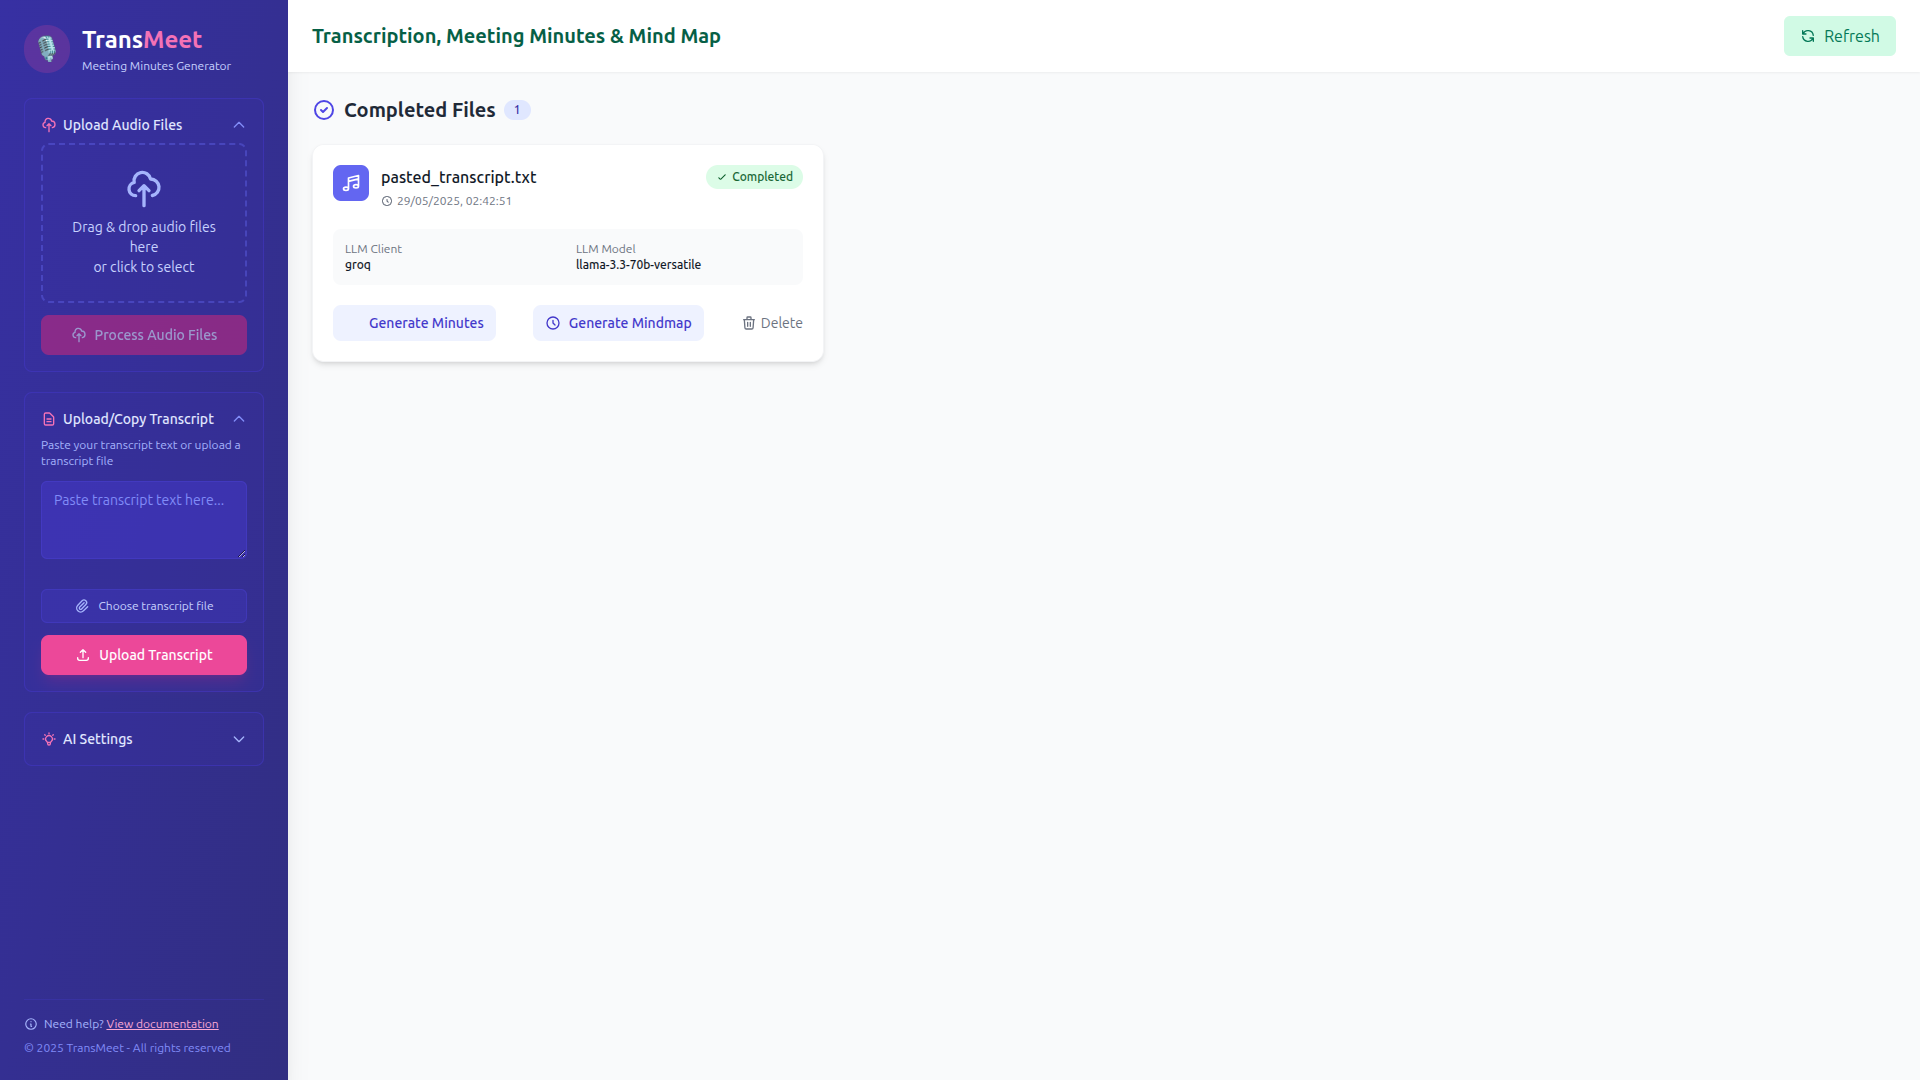 TransMeet
Meeting Minutes Generator
Upload Audio Files
Drag & drop audio files
here
or click to select
Process Audio Files
Upload/Copy Transcript
Paste your transcript text or upload a
transcript file
Paste transcript text here...
Choose transcript file
Upload Transcript
AI Settings
Need help? View documentation
© 2025 TransMeet - All rights reserved
Transcription, Meeting Minutes & Mind Map
Refresh
Completed Files 1
pasted_transcript.txt
Completed
29/05/2025, 02:42:51
LLM Client
groq
LLM Model
llama-3.3-70b-versatile
Generate Minutes
Generate Mindmap
Delete